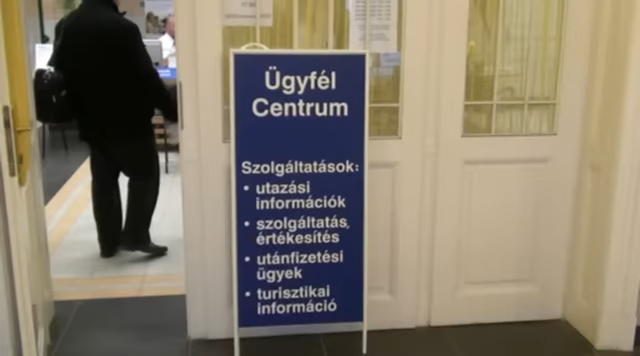 Ügyfél
Centrum
Szolgáltatások:
• utazási
információk
• szolgáltatás,
értékesítés
• utánfizetési
ügyek
• turisztikai
információ